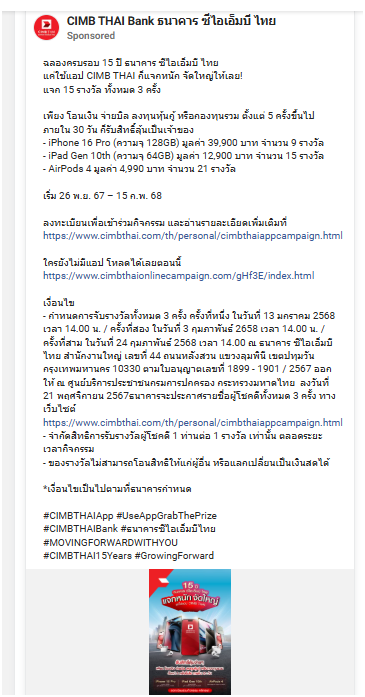 CIMB THAI Bank ธนาคาร ซีไอเอ็มบี ไทย
Sponsored
ฉลองครบรอบ 15 ปี ธนาคาร ซีไอเอ็มบี ไทย
แค่ใช้แอป CIMB THAI ก็แจกหนัก จัดใหญ่ให้เลย!
แจก 15 รางวัล ทั้งหมด 3 ครั้ง
เพียง โอนเงิน จ่ายบิล ลงทุนหุ้นกู้ หรือกองทุนรวม ตั้งแต่ 5 ครั้งขึ้นไป
ภายใน 30 วัน ก็รับสิทธิ์ลุ้นเป็นเจ้าของ
- iPhone 16 Pro (ความจุ 128GB) มูลค่า 39,900 บาท จำนวน 9 รางวัล
- iPad Gen 10th (ความจุ 64GB) มูลค่า 12,900 บาท จำนวน 15 รางวัล
- AirPods 4 มูลค่า 4,990 บาท จำนวน 21 รางวัล
เริ่ม 26 พ.ย. 67 – 15 ก.พ. 68
ลงทะเบียนเพื่อเข้าร่วมกิจกรรม และอ่านรายละเอียดเพิ่มเติมที่
https://www.cimbthai.com/th/personal/cimbthaiappcampaign.html
ใครยังไม่มีแอป โหลดได้เลยตอนนี้
https://www.cimbthaionlinecampaign.com/gHf3E/index.html
เงื่อนไข
- กำหนดการจับรางวัลทั้งหมด 3 ครั้ง ครั้งที่หนึ่ง ในวันที่ 13 มกราคม 2568
เวลา 14.00 น. / ครั้งที่สอง ในวันที่ 3 กุมภาพันธ์ 2658 เวลา 14.00 น. /
ครั้งที่สาม ในวันที่ 24 กุมภาพันธ์ 2568 เวลา 14.00 ณ ธนาคาร ซีไอเอ็มบี
ไทย สำนักงานใหญ่ เลขที่ 44 ถนนหลังสวน แขวงลุมพินี เขตปทุมวัน
กรุงเทพมหานคร 10330 ตามใบอนุญาตเลขที่ 1899 - 1901 / 2567 ออก
ให้ ณ ศูนย์บริการประชาชนกรมการปกครอง กระทรวงมหาดไทย ลงวันที่
21 พฤศจิกายน 2567ธนาคารจะประกาศรายชื่อผู้โชคดีทั้งหมด 3 ครั้ง ทาง
เว็บไซต์
https://www.cimbthai.com/th/personal/cimbthaiappcampaign.html
- จำกัดสิทธิการรับรางวัลผู้โชคดี 1 ท่านต่อ 1 รางวัล เท่านั้น ตลอดระยะ
เวลากิจกรรม
- ของรางวัลไม่สามารถโอนสิทธิให้แก่ผู้อื่น หรือแลกเปลี่ยนเป็นเงินสดได้
*เงื่อนไขเป็นไปตามที่ธนาคารกำหนด
#CIMBTHAIApp #UseAppGrabThePrize
#CIMBTHAIBank #ธนาคารซีไอเอ็มบีไทย
#MOVINGFORWARDWITHYOU
#CIMBTHAI15Years #GrowingForward
15 ปี
แจกหนัก จัดใหญ่